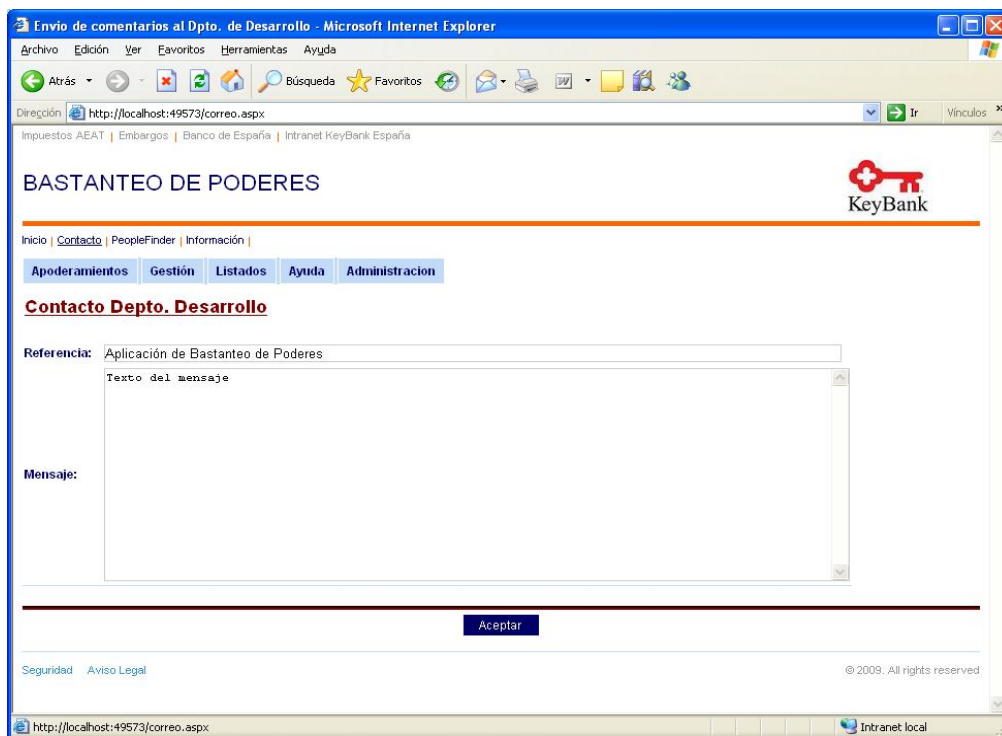 Envío de comentarios al Dpto. de Desarrollo - Microsoft Internet Explorer
Archivo Edición Ver Favoritos Herramientas Ayuda
Atrás Búsqueda Favoritos
Dirección http://localhost:49573/correo.aspx Ir Vínculos »
Impuestos AEAT | Embargos | Banco de España | Intranet KeyBank España
BASTANTEO DE PODERES
KeyBank
Inicio | Contacto | PeopleFinder | Información |
Apoderamientos Gestión Listados Ayuda Administracion
Contacto Depto. Desarrollo
Referencia: Aplicación de Bastanteo de Poderes
Texto del mensaje
Mensaje:
Aceptar
Seguridad Aviso Legal © 2009. All rights reserved
http://localhost:49573/correo.aspx Intranet local